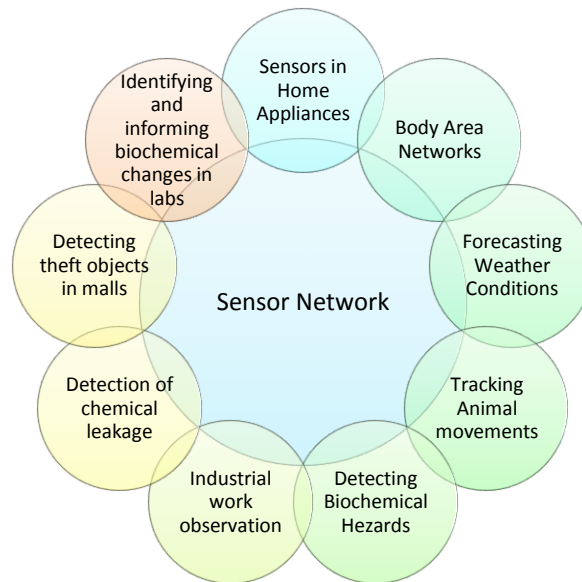 Sensors in
Home
Appliances
Body Area
Networks
Forecasting
Weather
Conditions
Tracking
Animal
movements
Detecting
Biochemical
Hezards
Industrial
work
observation
Detection of
chemical
leakage
Detecting
theft objects
in malls
Identifying
and
informing
biochemical
changes in
labs
Sensor Network